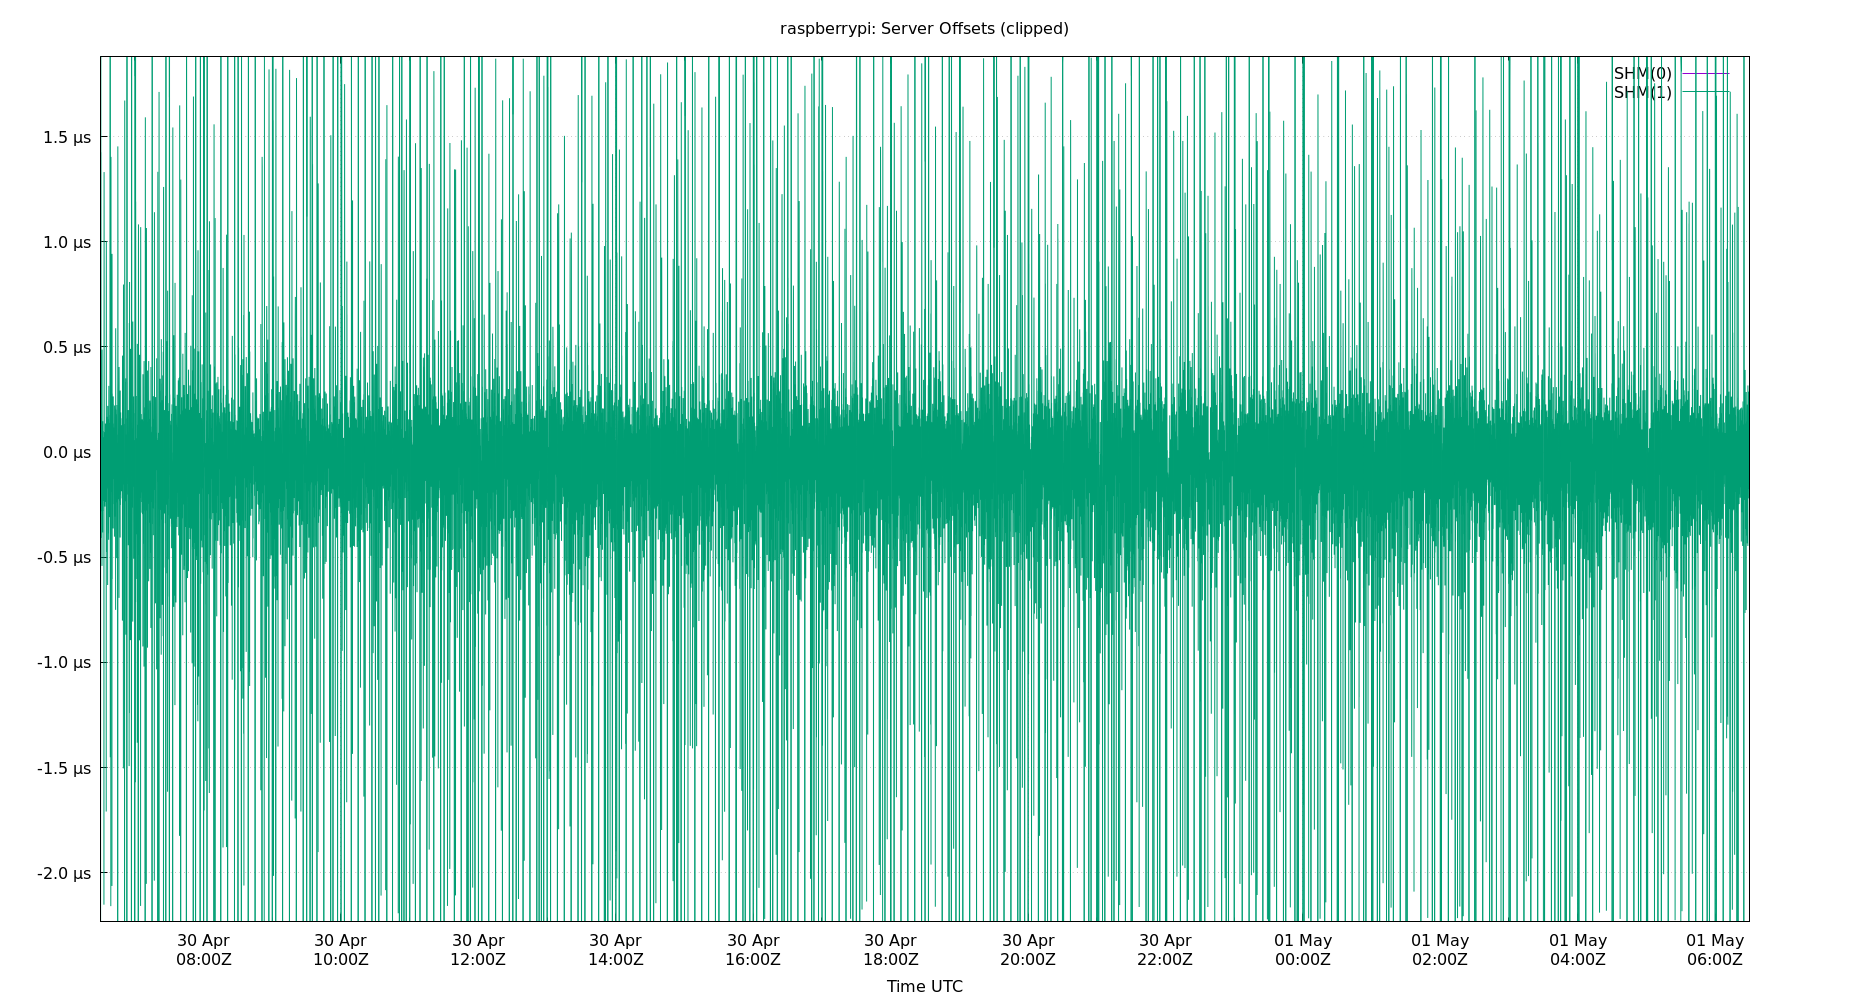 raspberrypi: Server Offsets (clipped)
SHM(0)
SHM(1)
1.5 µs
1.0 µs
0.5 µs
0.0 µs
-0.5 µs
-1.0 µs
-1.5 µs
-2.0 µs
30 Apr 30 Apr 30 Apr 30 Apr 30 Apr 30 Apr 30 Apr 30 Apr 01 May 01 May 01 May 01 May
08:00Z 10:00Z 12:00Z 14:00Z 16:00Z 18:00Z 20:00Z 22:00Z 00:00Z 02:00Z 04:00Z 06:00Z
Time UTC